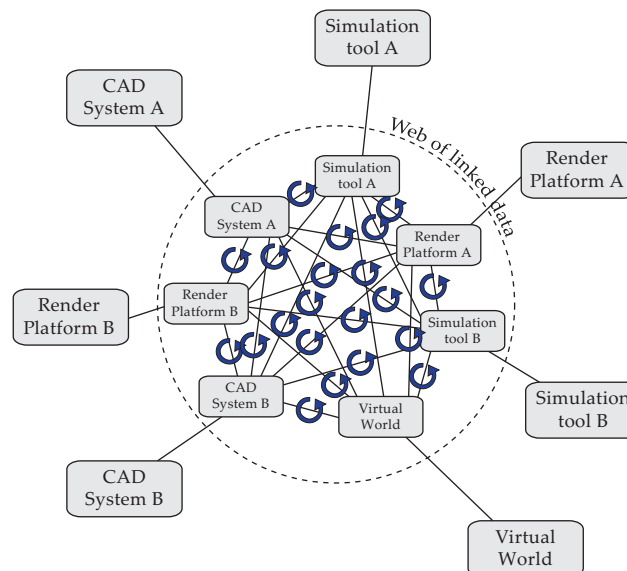 Simulation
tool A
CAD
System A
Web of linked data
Render
Platform A
Simulation
tool A
CAD
System A
Render
Platform A
Render
Platform B
Render
Platform B
Simulation
tool B
CAD
System B
Virtual
World
Simulation
tool B
CAD
System B
Virtual
World